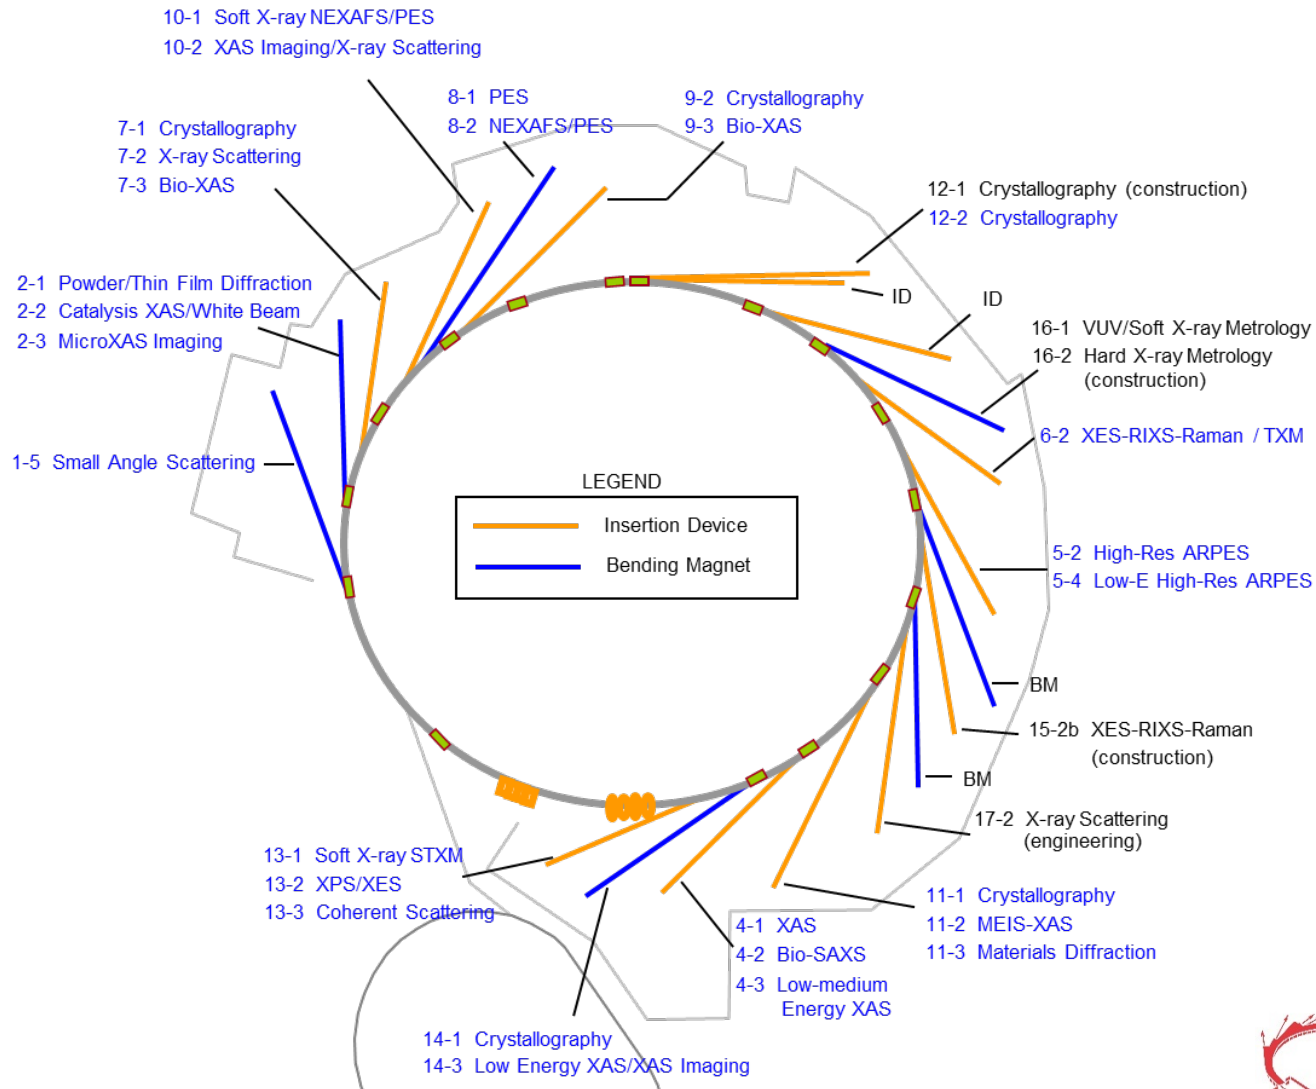 10-1 Soft X-ray NEXAFS/PES
10-2 XAS Imaging/X-ray Scattering
8-1 PES
8-2 NEXAFS/PES
9-2 Crystallography
9-3 Bio-XAS
7-1 Crystallography
7-2 X-ray Scattering
7-3 Bio-XAS
12-1 Crystallography (construction)
12-2 Crystallography
2-1 Powder/Thin Film Diffraction
2-2 Catalysis XAS/White Beam
2-3 MicroXAS Imaging
ID
ID
16-1 VUV/Soft X-ray Metrology
16-2 Hard X-ray Metrology
(construction)
6-2 XES-RIXS-Raman / TXM
1-5 Small Angle Scattering
LEGEND
Insertion Device
Bending Magnet
5-2 High-Res ARPES
5-4 Low-E High-Res ARPES
BM
15-2b XES-RIXS-Raman
(construction)
BM
17-2 X-ray Scattering
(engineering)
13-1 Soft X-ray STXM
13-2 XPS/XES
13-3 Coherent Scattering
11-1 Crystallography
11-2 MEIS-XAS
11-3 Materials Diffraction
4-1 XAS
4-2 Bio-SAXS
4-3 Low-medium
Energy XAS
14-1 Crystallography
14-3 Low Energy XAS/XAS Imaging